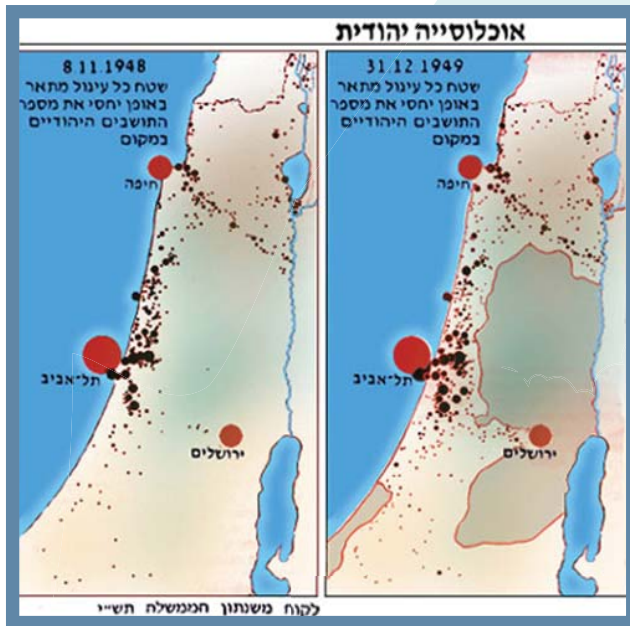 אוכלוסייה יהודית
31.12.1949
שטח כל עיגול מתאר
באופן יחסי את מספר
התושבים היהודיים
במקום
חיפה
תל־אביב
ירושלים
8.11.1948
שטח כל עיגול מתאר
באופן יחסי את מספר
התושבים היהודיים
במקום
חיפה
תל־אביב
ירושלים
לקוח משנתון הממשלה תש"י